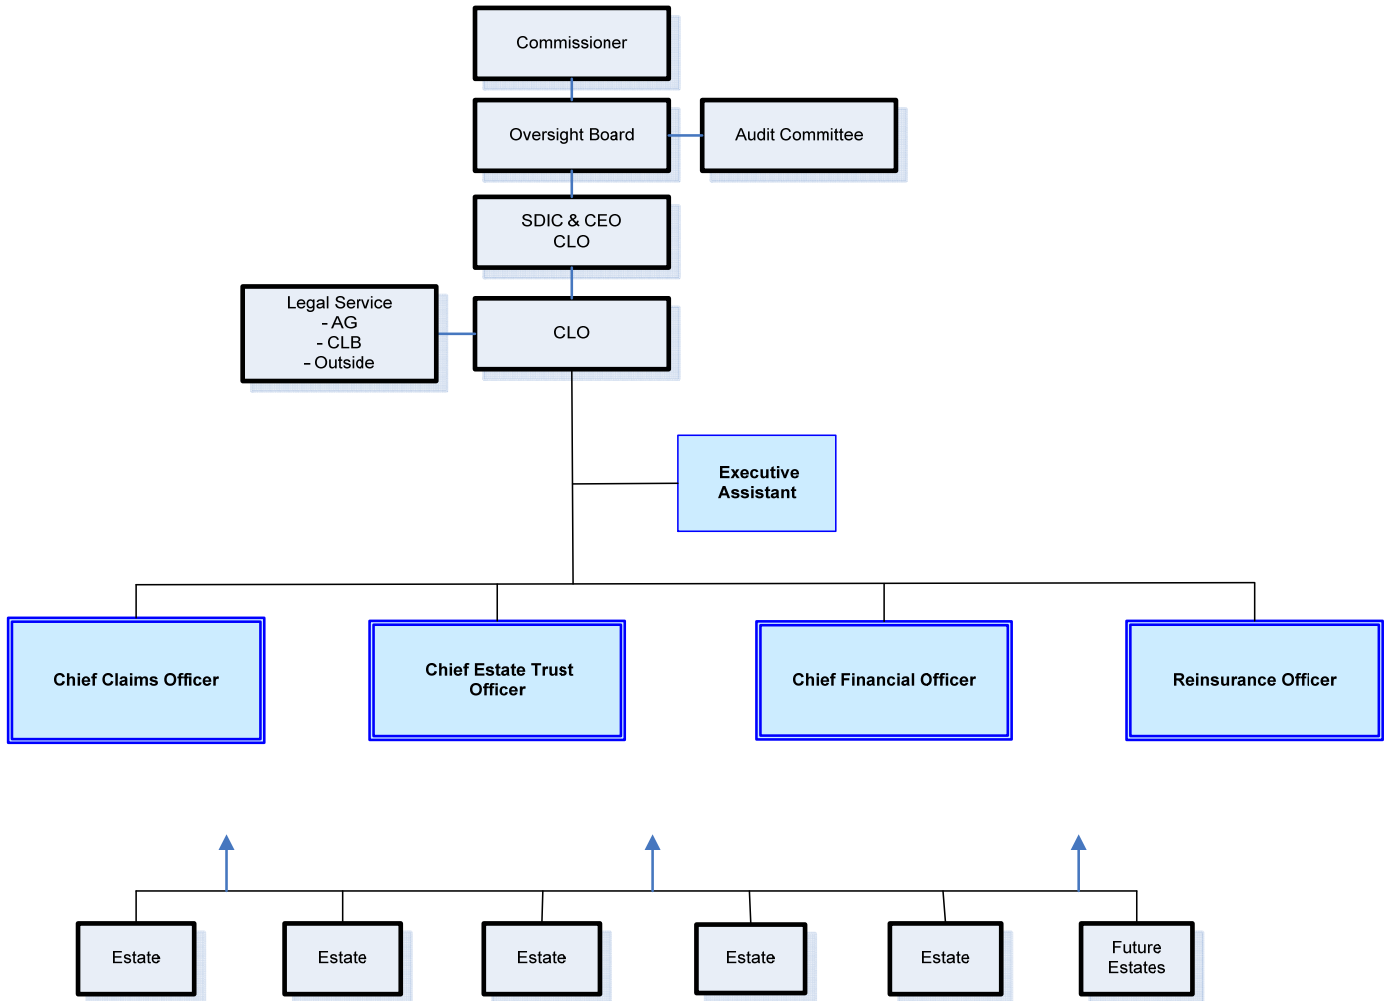 Commissioner
Oversight Board
Audit Committee
SDIC & CEO
CLO
Legal Service
- AG
- CLB
- Outside
CLO
Executive
Assistant
Chief Claims Officer
Chief Estate Trust
Officer
Chief Financial Officer
Reinsurance Officer
Estate
Estate
Estate
Estate
Estate
Future
Estates